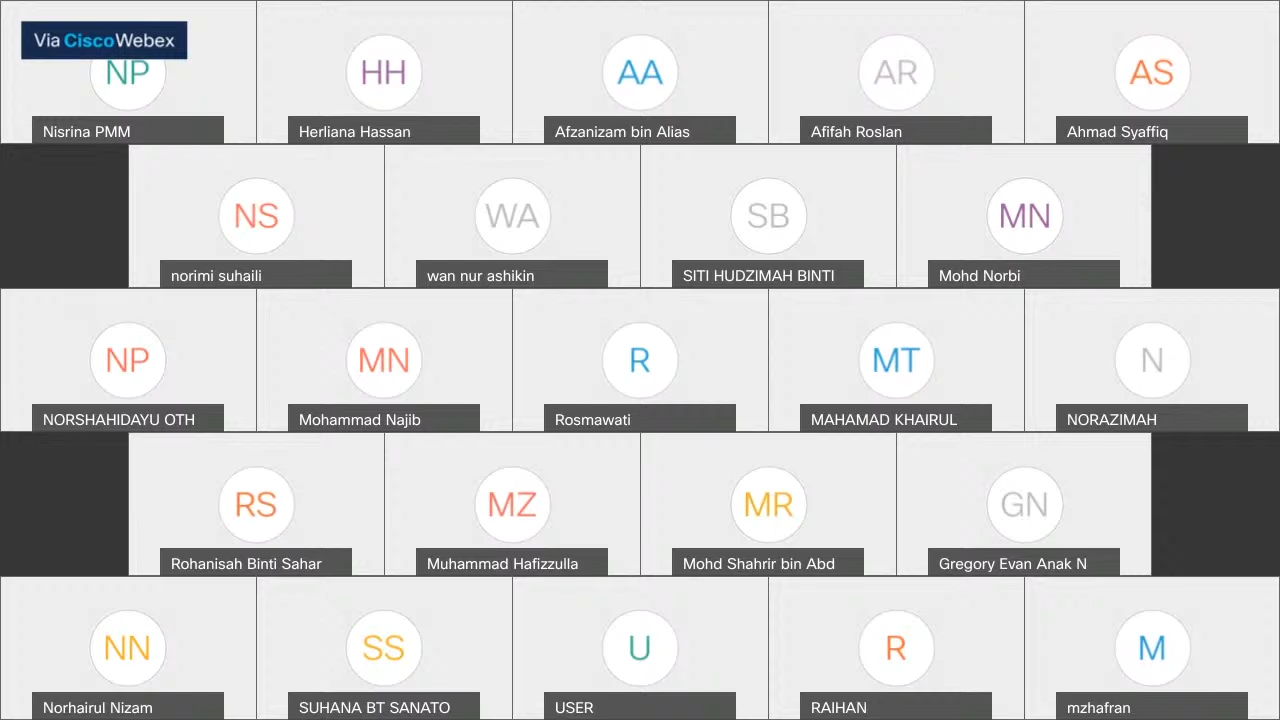 Via Cisco Webex
NP
HH
AA
AR
AS
Nisrina PMM
Herliana Hassan
Afzanizam bin Alias
Afifah Roslan
Ahmad Syaffiq
NS
WA
SB
MN
norimi suhaili
wan nur ashikin
SITI HUDZIMAH BINTI
Mohd Norbi
NP
MN
R
MT
N
NORSHAHIDAYU OTH
Mohammad Najib
Rosmawati
MAHAMAD KHAIRUL
NORAZIMAH
RS
MZ
MR
GN
Rohanisah Binti Sahar
Muhammad Hafizzulla
Mohd Shahrir bin Abd
Gregory Evan Anak N
NN
SS
U
R
M
Norhairul Nizam
SUHANA BT SANATO
USER
RAIHAN
mzhafran